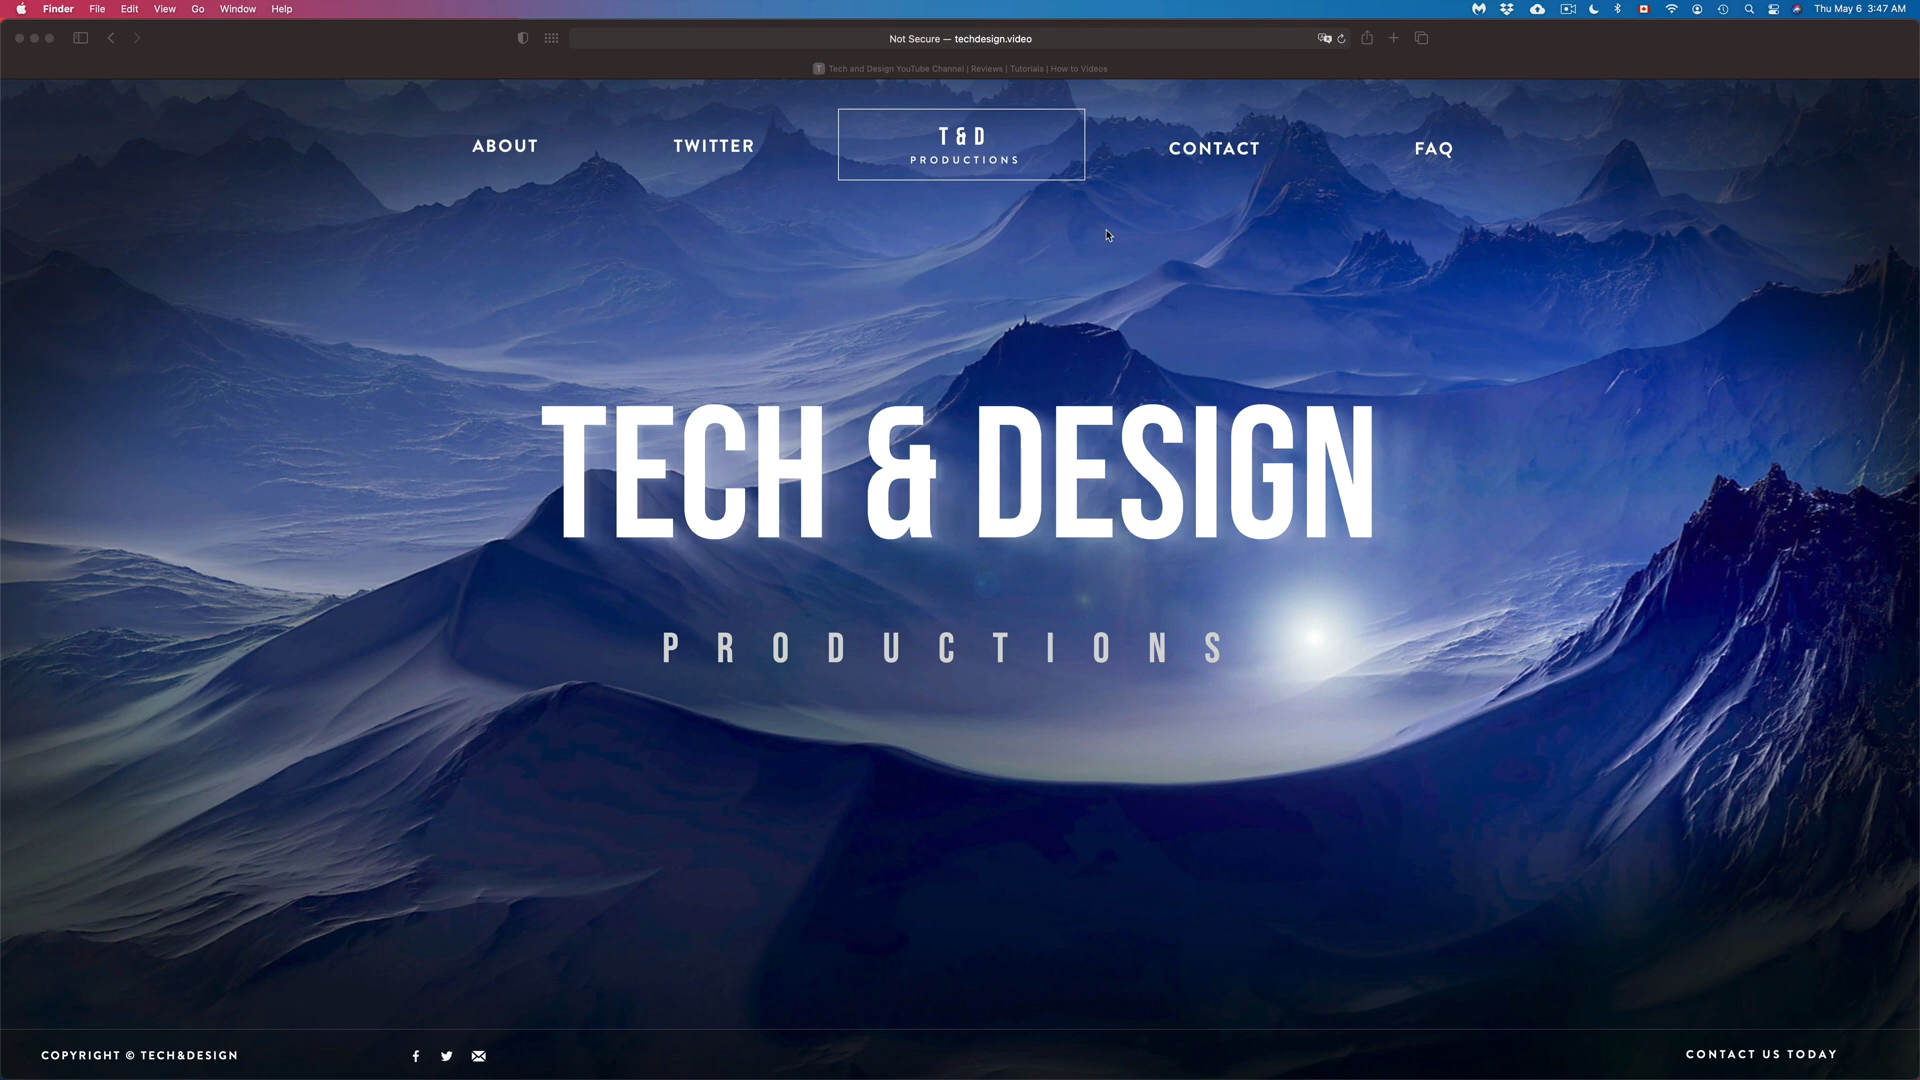 Finder File Edit View Go Window Help
Thu May 6 3:47 AM
Not Secure — techdesign.video
T Tech and Design YouTube Channel | Reviews | Tutorials | How to Videos
ABOUT
TWITTER
T & D
PRODUCTIONS
CONTACT
FAQ
TECH & DESIGN
PRODUCTIONS
COPYRIGHT © TECH&DESIGN
CONTACT US TODAY